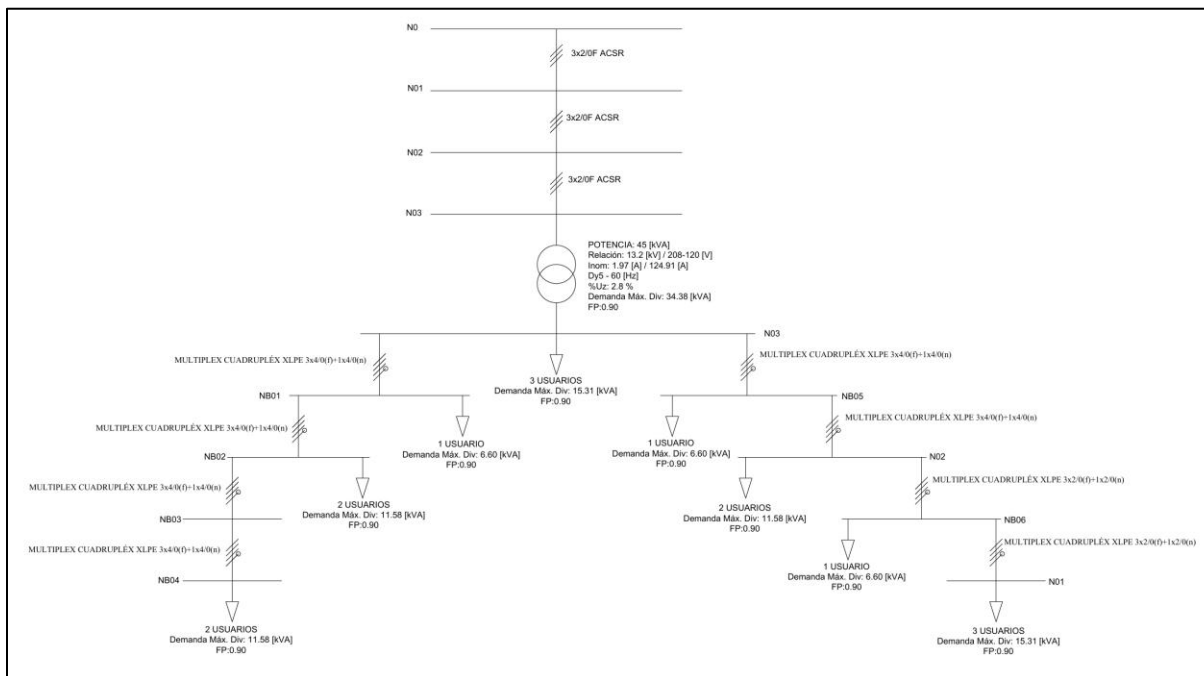 N0
3x2/0F ACSR
N01
3x2/0F ACSR
N02
3x2/0F ACSR
N03
POTENCIA: 45 [kVA]
Relación: 13.2 [kV] / 208-120 [V]
Inom: 1.97 [A] / 124.91 [A]
Dy5 - 60 [Hz]
%Uz: 2.8 %
Demanda Máx. Div: 34.38 [kVA]
FP:0.90
N03
MULTIPLEX CUADRUPLÉX XLPE 3x4/0(f)+1x4/0(n)
MULTIPLEX CUADRUPLÉX XLPE 3x4/0(f)+1x4/0(n)
3 USUARIOS
Demanda Máx. Div: 15.31 [kVA]
FP:0.90
NB01
NB05
MULTIPLEX CUADRUPLÉX XLPE 3x4/0(f)+1x4/0(n)
MULTIPLEX CUADRUPLÉX XLPE 3x4/0(f)+1x4/0(n)
1 USUARIO
Demanda Máx. Div: 6.60 [kVA]
FP:0.90
1 USUARIO
Demanda Máx. Div: 6.60 [kVA]
FP:0.90
NB02
N02
MULTIPLEX CUADRUPLÉX XLPE 3x4/0(f)+1x4/0(n)
MULTIPLEX CUADRUPLÉX XLPE 3x2/0(f)+1x2/0(n)
2 USUARIOS
Demanda Máx. Div: 11.58 [kVA]
FP:0.90
2 USUARIOS
Demanda Máx. Div: 11.58 [kVA]
FP:0.90
NB03
NB06
MULTIPLEX CUADRUPLÉX XLPE 3x4/0(f)+1x4/0(n)
MULTIPLEX CUADRUPLÉX XLPE 3x2/0(f)+1x2/0(n)
1 USUARIO
Demanda Máx. Div: 6.60 [kVA]
FP:0.90
NB04
N01
2 USUARIOS
Demanda Máx. Div: 11.58 [kVA]
FP:0.90
3 USUARIOS
Demanda Máx. Div: 15.31 [kVA]
FP:0.90